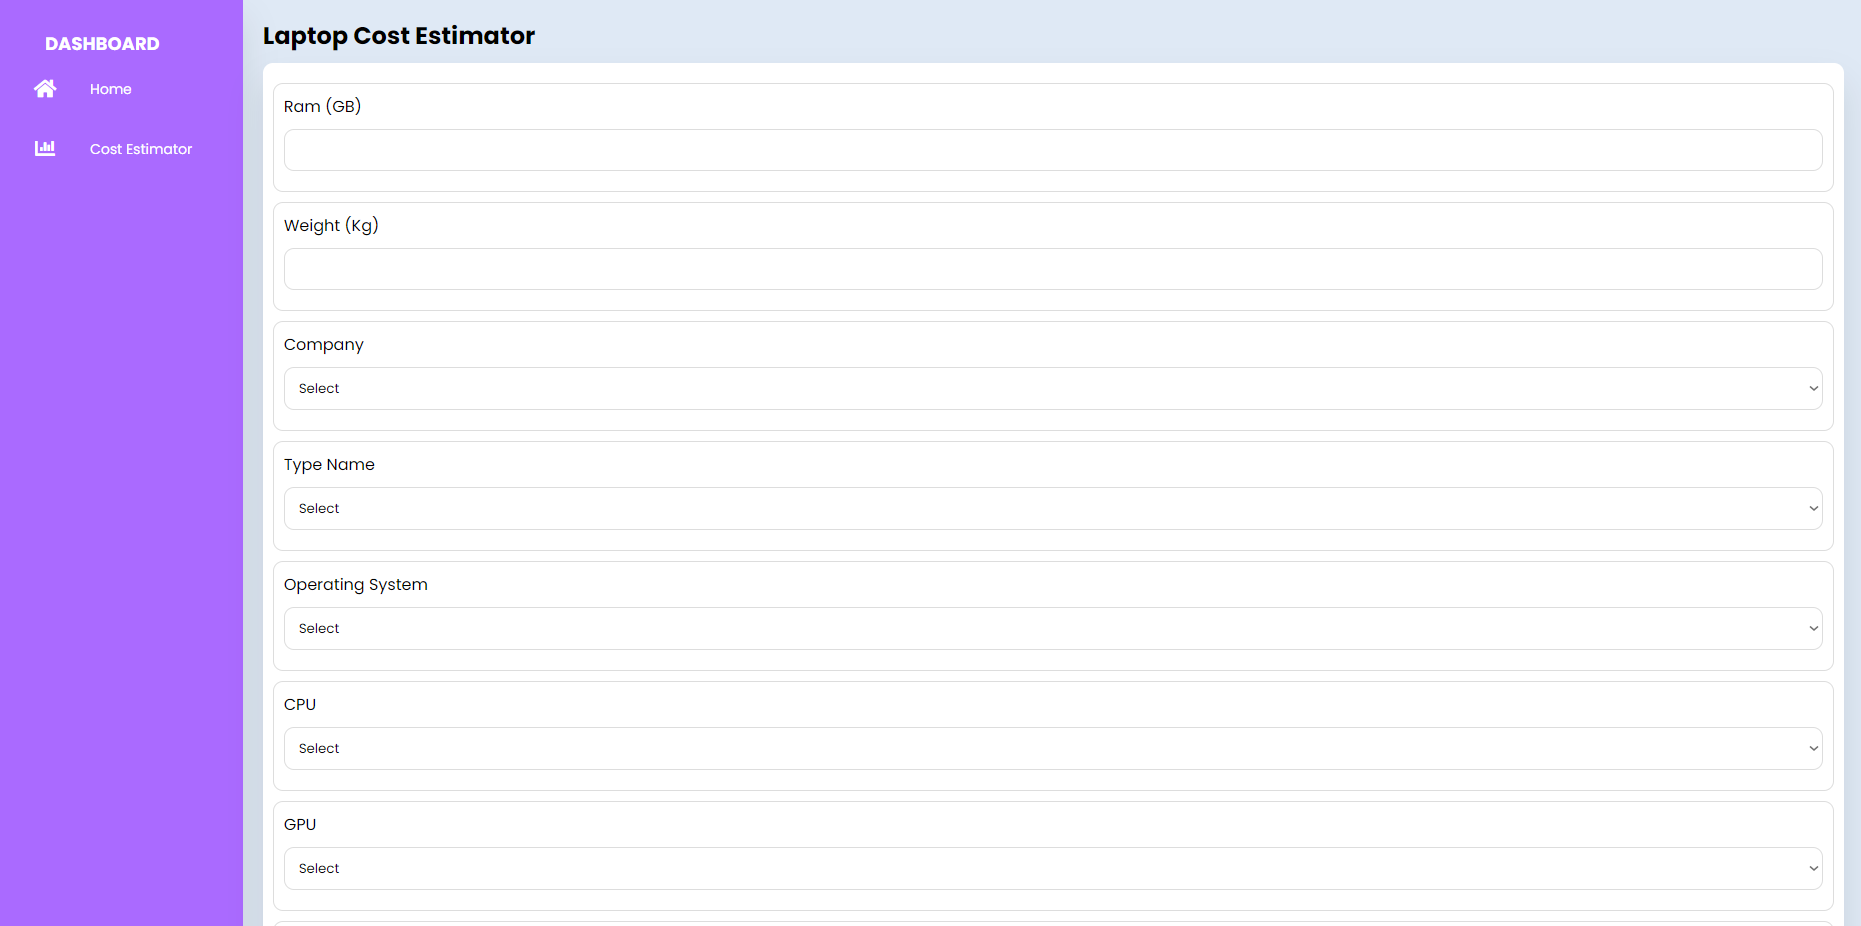 DASHBOARD
Home
Cost Estimator
Laptop Cost Estimator
Ram (GB)
Weight (Kg)
Company
Select
Type Name
Select
Operating System
Select
CPU
Select
GPU
Select